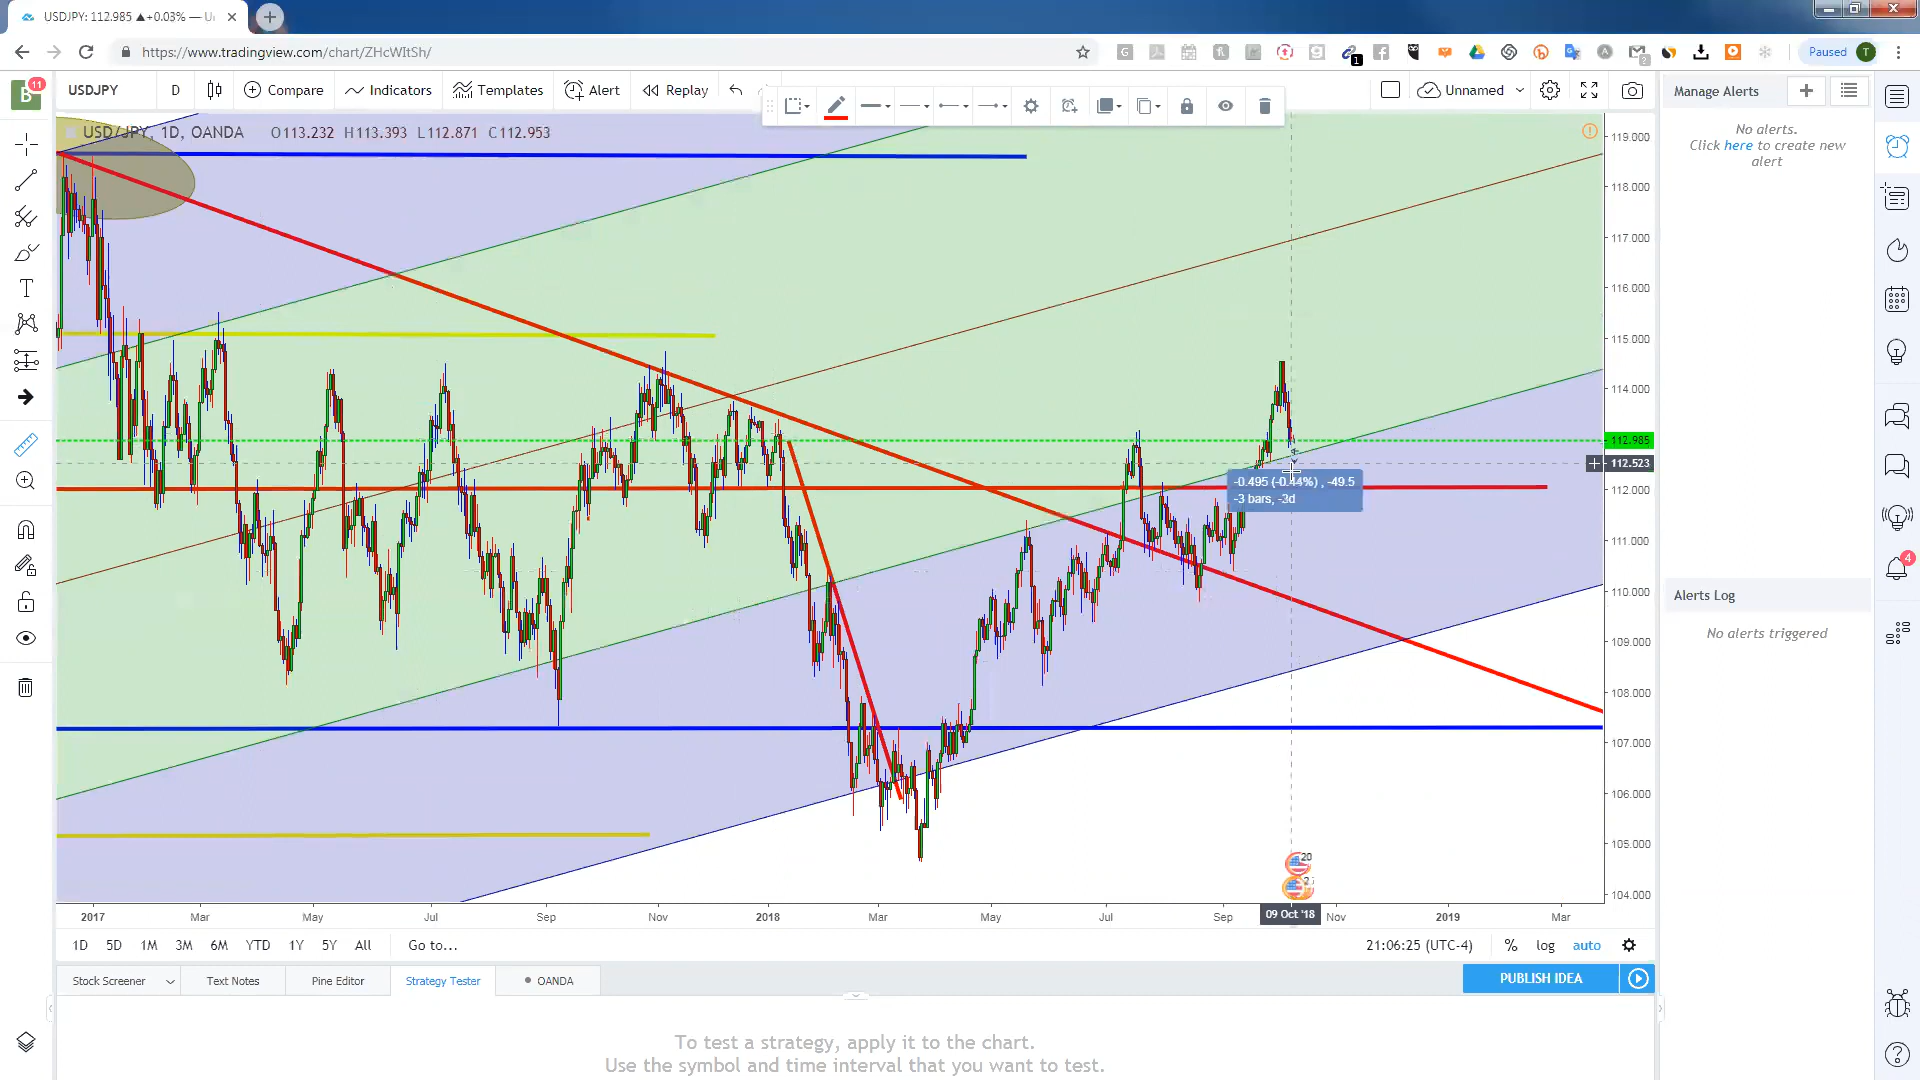 USDJPY: 112.985 ▲+0.03% — U
https://www.tradingview.com/chart/ZHcWItSh/
1
2
Paused
T
11
B
USDJPY
D
Compare
Indicators
Templates
Alert
Replay
Unnamed
USD/JPY, 1D, OANDA O113.232 H113.393 L112.871 C112.953
119.000
118.000
117.000
116.000
115.000
114.000
112.985
112.523
112.000
111.000
110.000
109.000
108.000
107.000
106.000
105.000
104.000
-0.495 (-0.44%) , -49.5
-3 bars, -3d
20
2
2017
Mar
May
Jul
Sep
Nov
2018
Mar
May
Jul
Sep
09 Oct '18
Nov
2019
Mar
1D 5D 1M 3M 6M YTD 1Y 5Y All Go to...
21:06:25 (UTC-4) % log auto
Stock Screener
Text Notes
Pine Editor
Strategy Tester
OANDA
PUBLISH IDEA
To test a strategy, apply it to the chart.
Use the symbol and time interval that you want to test.
Manage Alerts
No alerts.
Click here to create new
alert
Alerts Log
No alerts triggered
4